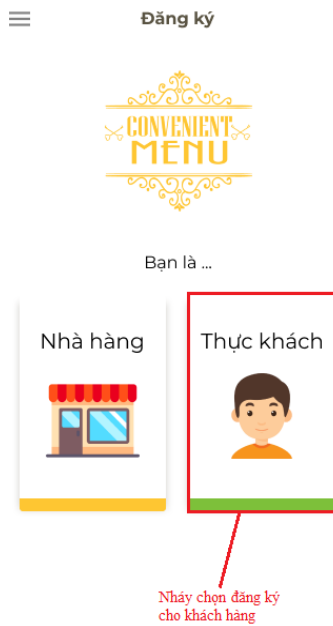 Đăng ký
CONVENIENT
MENU
Bạn là ...
Nhà hàng
Thực khách
Nháy chọn đăng ký
cho khách hàng